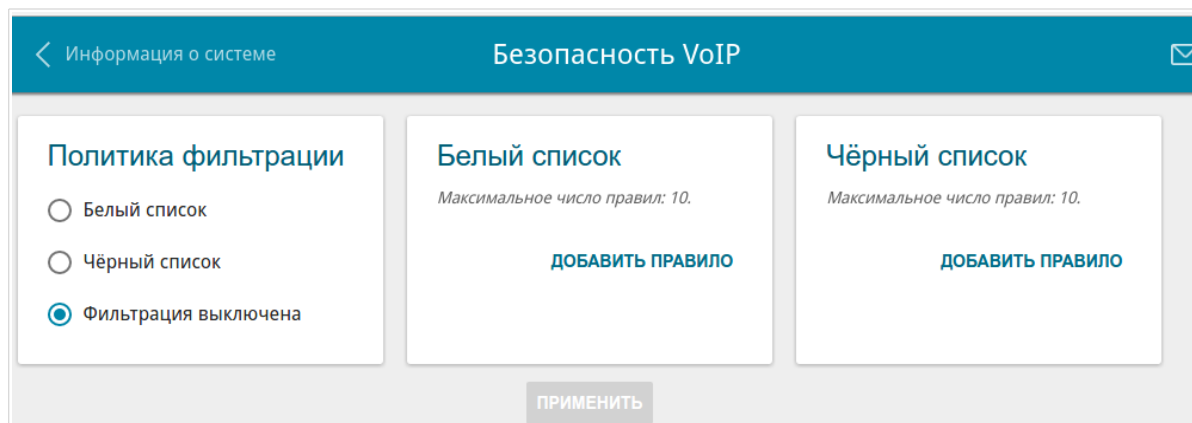 Информация о системе
Безопасность VoIP
Политика фильтрации
Белый список
Чёрный список
Фильтрация выключена
Белый список
Максимальное число правил: 10.
ДОБАВИТЬ ПРАВИЛО
Чёрный список
Максимальное число правил: 10.
ДОБАВИТЬ ПРАВИЛО
ПРИМЕНИТЬ